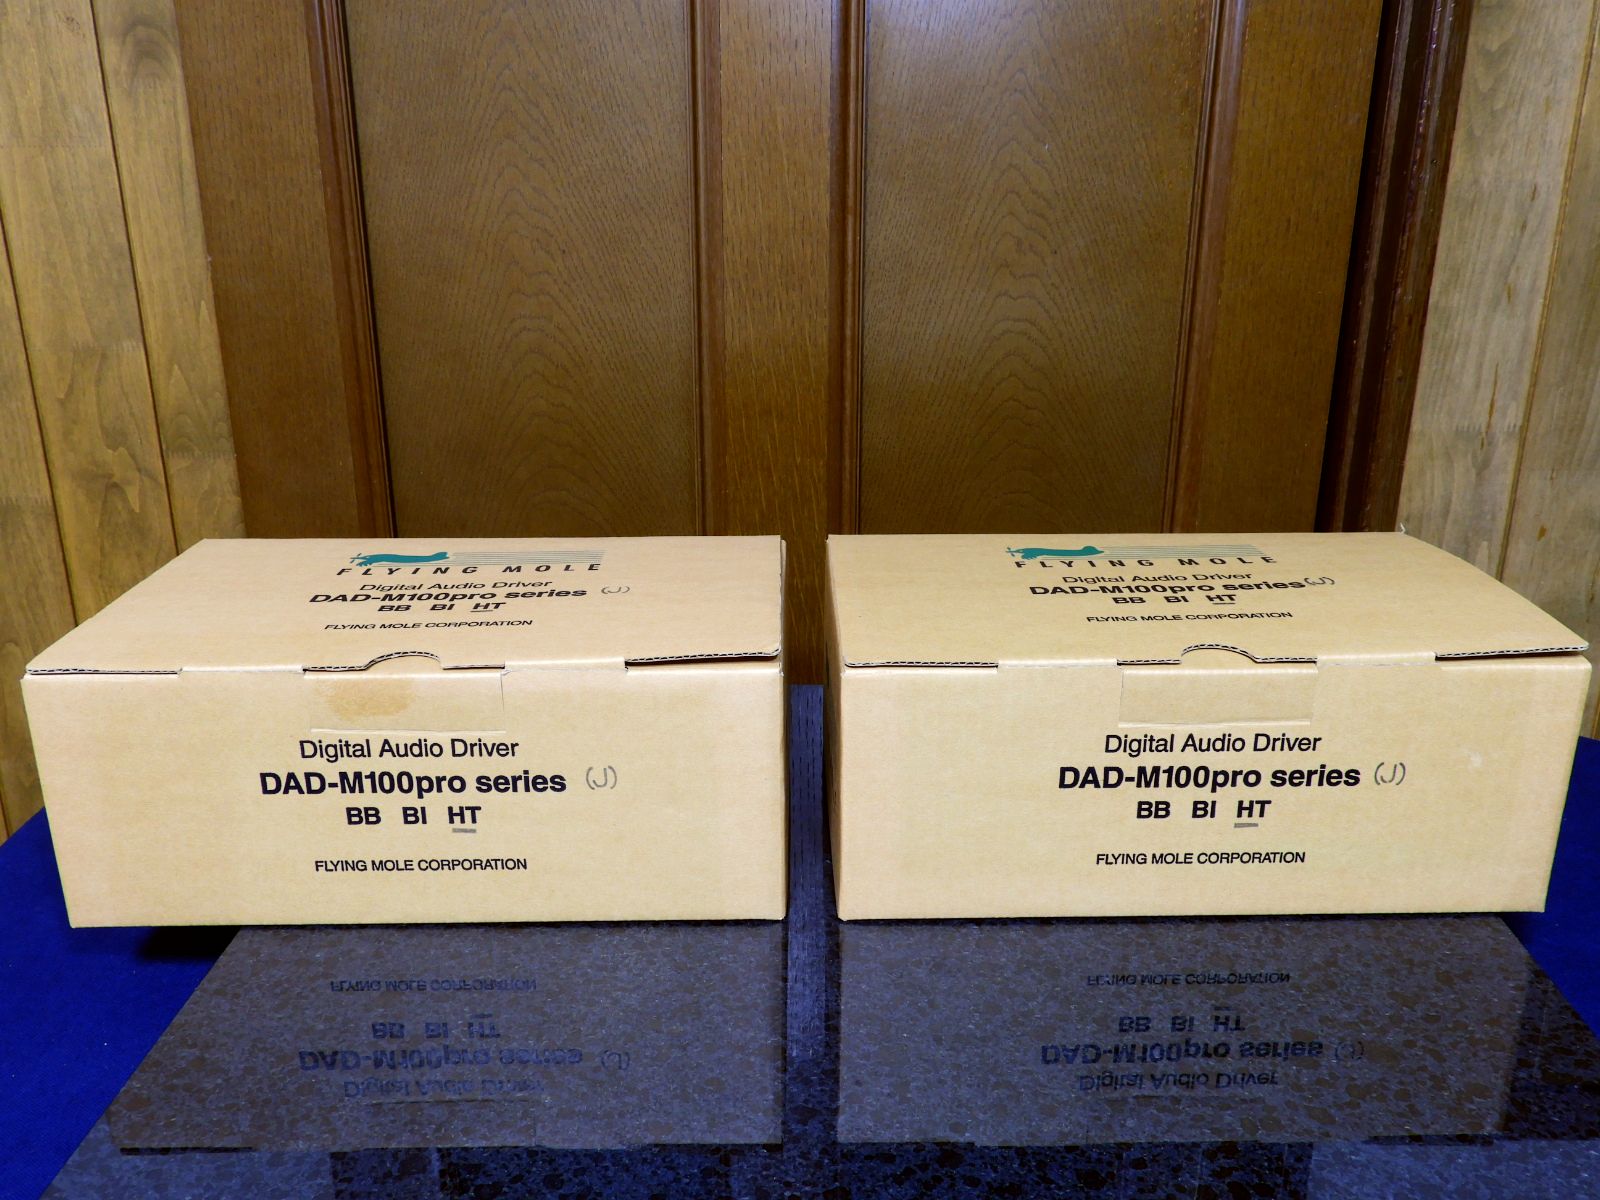 FLYING MOLE
Digital Audio Driver
DAD-M100pro series (J)
BB BI HT
FLYING MOLE CORPORATION
Digital Audio Driver
DAD-M100pro series (J)
BB BI HT
FLYING MOLE CORPORATION
FLYING MOLE
Digital Audio Driver
DAD-M100pro series (J)
BB BI HT
FLYING MOLE CORPORATION
Digital Audio Driver
DAD-M100pro series (J)
BB BI HT
FLYING MOLE CORPORATION